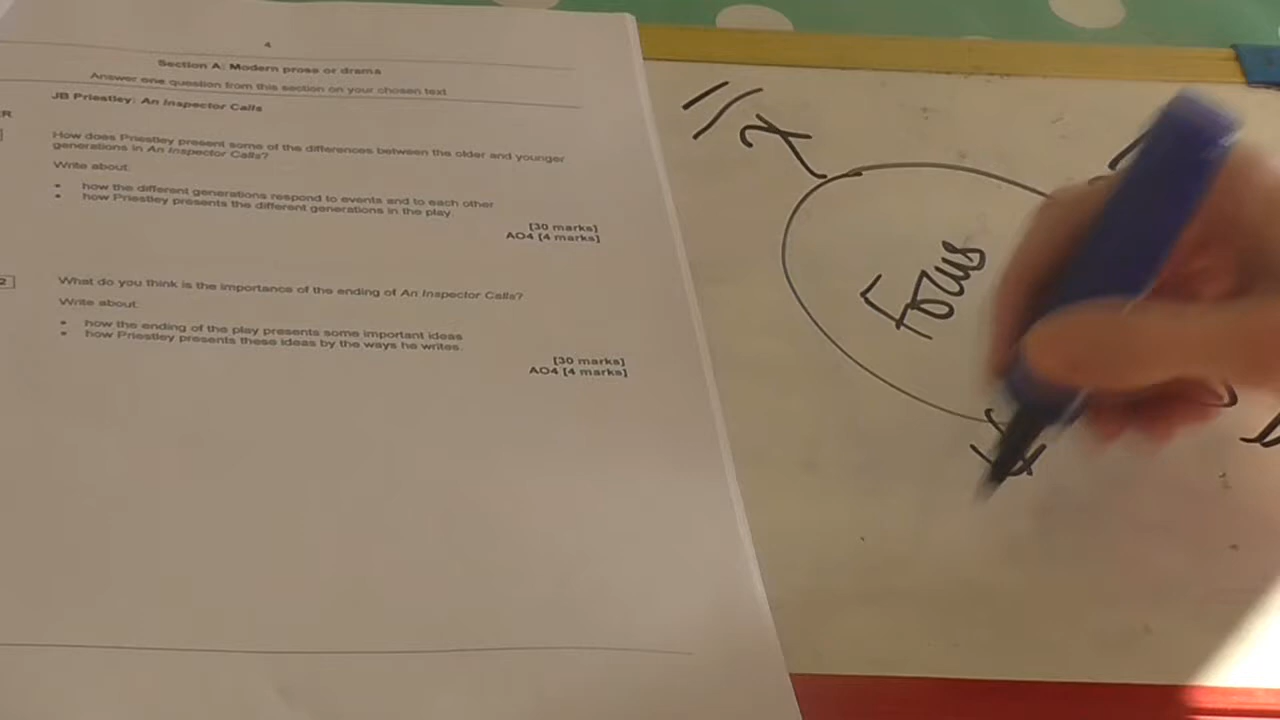 4
Section A: Modern prose or drama
Answer one question from this section on your chosen text
JB Priestley: An Inspector Calls
R
How does Priestley present some of the differences between the older and younger
generations in An Inspector Calls?
Write about:
• how the different generations respond to events and to each other
• how Priestley presents the different generations in the play
[30 marks]
AO4 [4 marks]
2
What do you think is the importance of the ending of An Inspector Calls?
Write about:
• how the ending of the play presents some important ideas
• how Priestley presents these ideas by the ways he writes.
[30 marks]
AO4 [4 marks]
Focus